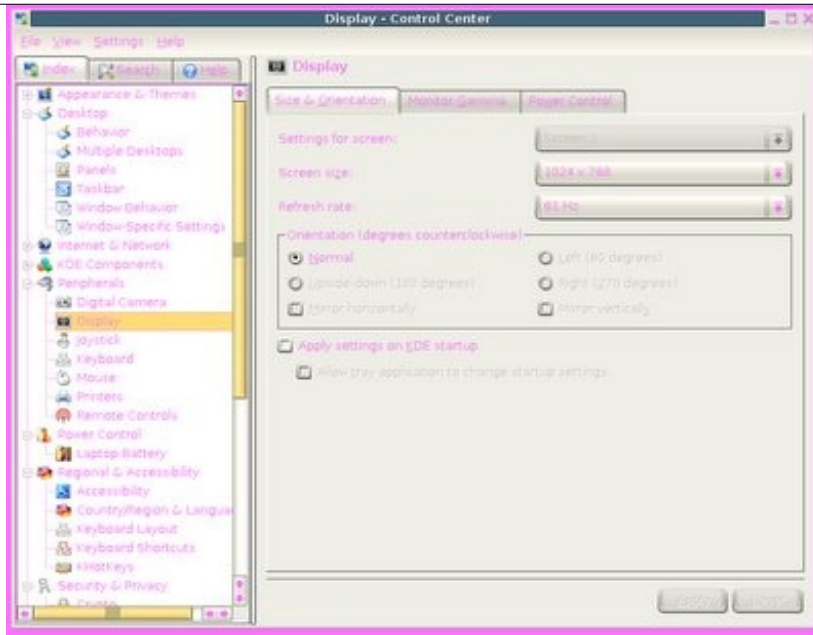 Display - Control Center
File View Settings Help
Index Search Help
Appearance & Themes
Desktop
Behavior
Multiple Desktops
Panels
Taskbar
Window Behavior
Window-Specific Settings
Internet & Network
KDE Components
Peripherals
Digital Camera
Display
Joystick
Keyboard
Mouse
Printers
Remote Controls
Power Control
Laptop Battery
Regional & Accessibility
Accessibility
Country/Region & Langua
Keyboard Layout
Keyboard Shortcuts
KHotKeys
Security & Privacy
Crypto
Display
Size & Orientation Monitor Gamma Power Control
Settings for screen:
Screen size: 1024 x 768
Refresh rate:
Orientation (degrees counterclockwise)
Normal Left (90 degrees)
Upside-down (180 degrees) Right (270 degrees)
Mirror horizontally Mirror vertically
Apply settings on KDE startup
Allow tray application to change startup settings